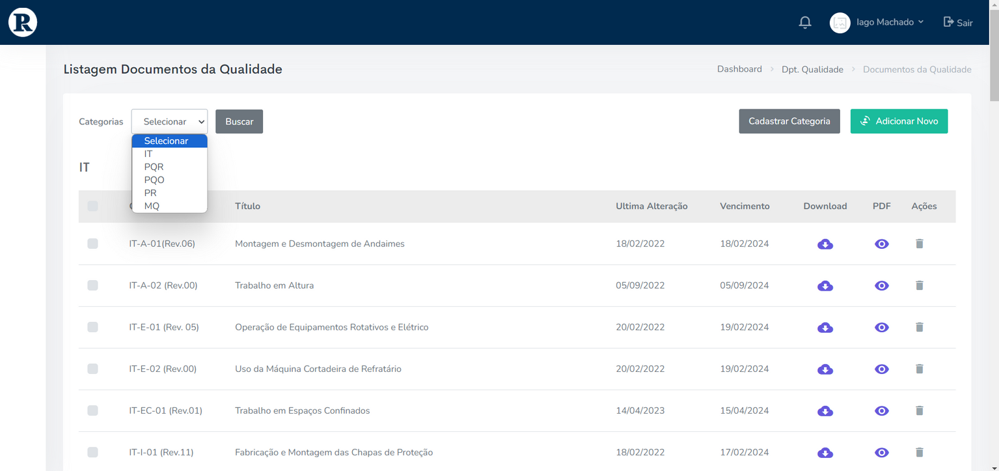 R
Iago Machado
Sair
Listagem Documentos da Qualidade
Dashboard > Dpt. Qualidade > Documentos da Qualidade
Categorias Selecionar Buscar Cadastrar Categoria Adicionar Novo
Selecionar
IT
PQR
PQO
PR
MQ
IT
Título Ultima Alteração Vencimento Download PDF Ações
IT-A-01(Rev.06) Montagem e Desmontagem de Andaimes 18/02/2022 18/02/2024
IT-A-02 (Rev.00) Trabalho em Altura 05/09/2022 05/09/2024
IT-E-01 (Rev. 05) Operação de Equipamentos Rotativos e Elétrico 20/02/2022 19/02/2024
IT-E-02 (Rev.00) Uso da Máquina Cortadeira de Refratário 20/02/2022 19/02/2024
IT-EC-01 (Rev.01) Trabalho em Espaços Confinados 14/04/2023 15/04/2024
IT-I-01 (Rev.11) Fabricação e Montagem das Chapas de Proteção 18/02/2022 17/02/2024